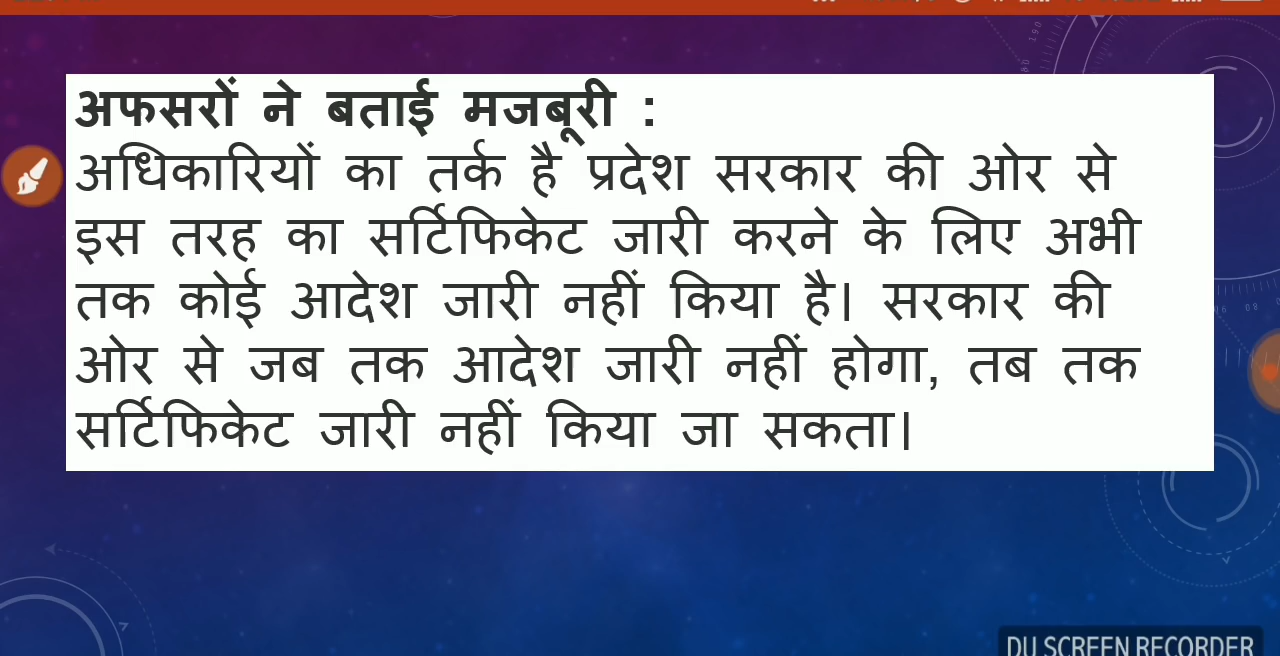 अफसरों ने बताई मजबूरी :
अधिकारियों का तर्क है प्रदेश सरकार की ओर से
इस तरह का सर्टिफिकेट जारी करने के लिए अभी
तक कोई आदेश जारी नहीं किया है। सरकार की
ओर से जब तक आदेश जारी नहीं होगा, तब तक
सर्टिफिकेट जारी नहीं किया जा सकता।
DU SCREEN RECORDER